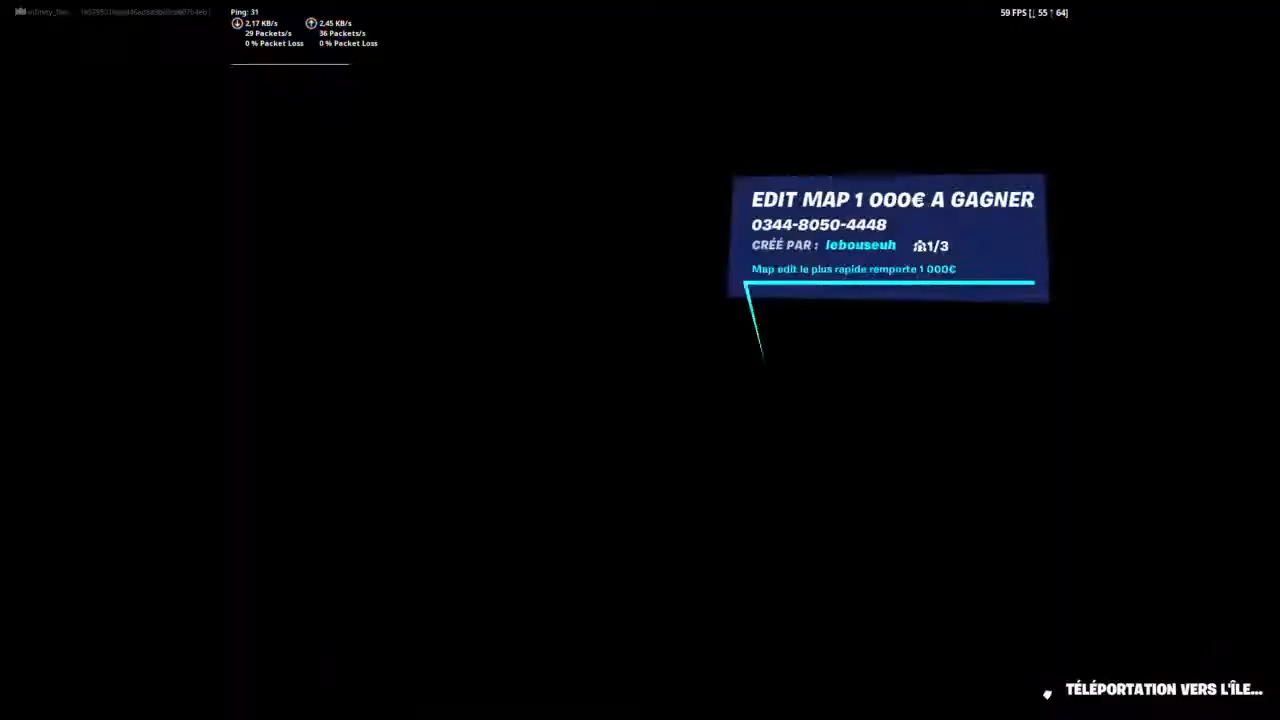 Ping: 31
2,17 KB/s 2,45 KB/s
29 Packets/s 36 Packets/s
0 % Packet Loss 0 % Packet Loss
59 FPS [↓ 55 ↑ 64]
EDIT MAP 1 000€ A GAGNER
0344-8050-4448
CRÉÉ PAR : lebouseuh 1/3
Map edit le plus rapide remporte 1 000€
TÉLÉPORTATION VERS L'ÎLE...